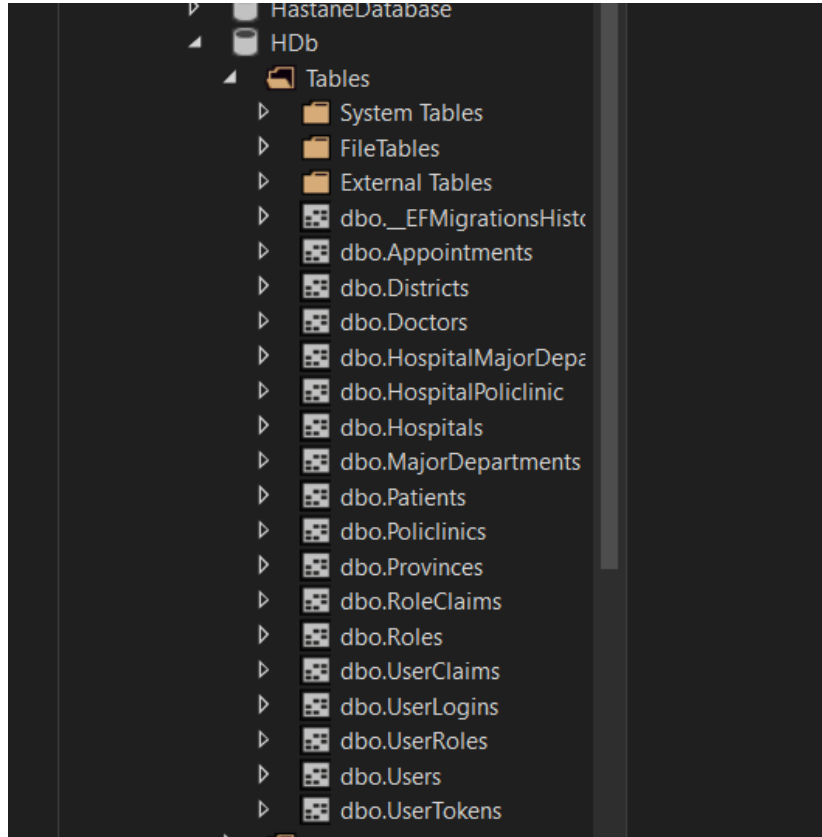 HastaneDatabase
HDb
Tables
System Tables
FileTables
External Tables
dbo.__EFMigrationsHisto
dbo.Appointments
dbo.Districts
dbo.Doctors
dbo.HospitalMajorDepa
dbo.HospitalPoliclinic
dbo.Hospitals
dbo.MajorDepartments
dbo.Patients
dbo.Policlinics
dbo.Provinces
dbo.RoleClaims
dbo.Roles
dbo.UserClaims
dbo.UserLogins
dbo.UserRoles
dbo.Users
dbo.UserTokens